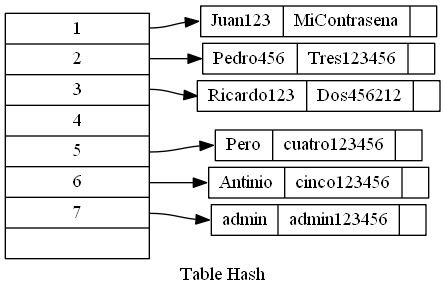 1 Juan123 MiContrasena
2 Pedro456 Tres123456
3 Ricardo123 Dos456212
4
5 Pero cuatro123456
6 Antinio cinco123456
7 admin admin123456
Table Hash